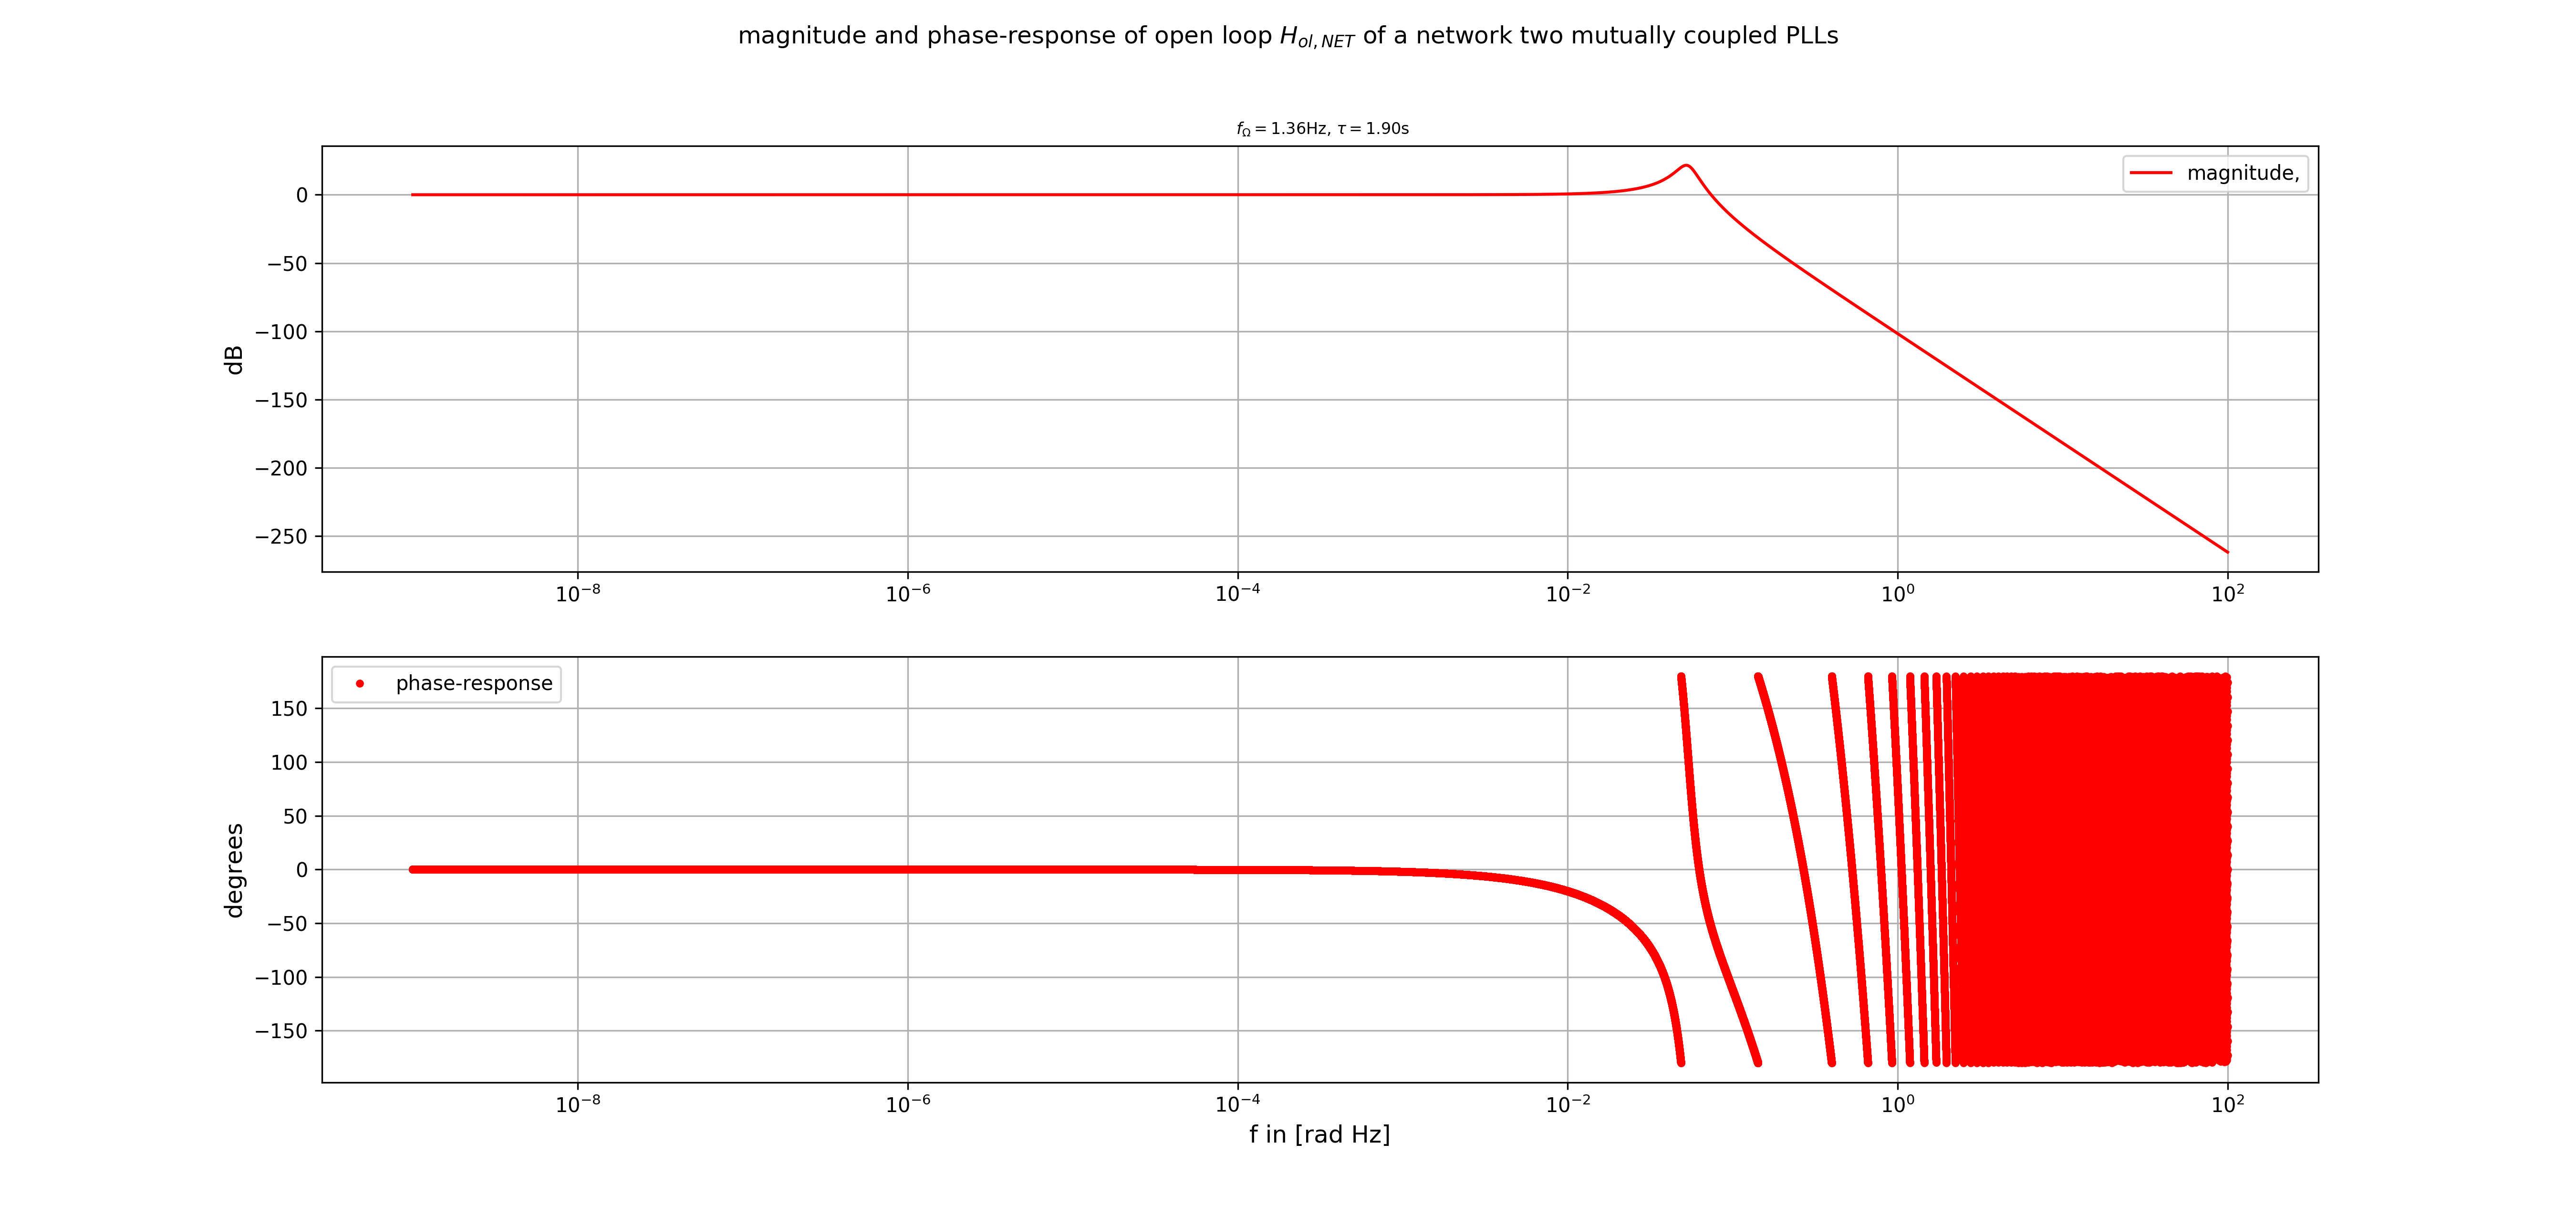 magnitude and phase-response of open loop H_{ol,NET} of a network two mutually coupled PLLs
f_Ω = 1.36Hz, τ = 1.90s
magnitude,
dB
0
−50
−100
−150
−200
−250
10^{-8} 10^{-6} 10^{-4} 10^{-2} 10^{0} 10^{2}
phase-response
degrees
150
100
50
0
−50
−100
−150
10^{-8} 10^{-6} 10^{-4} 10^{-2} 10^{0} 10^{2}
f in [rad Hz]